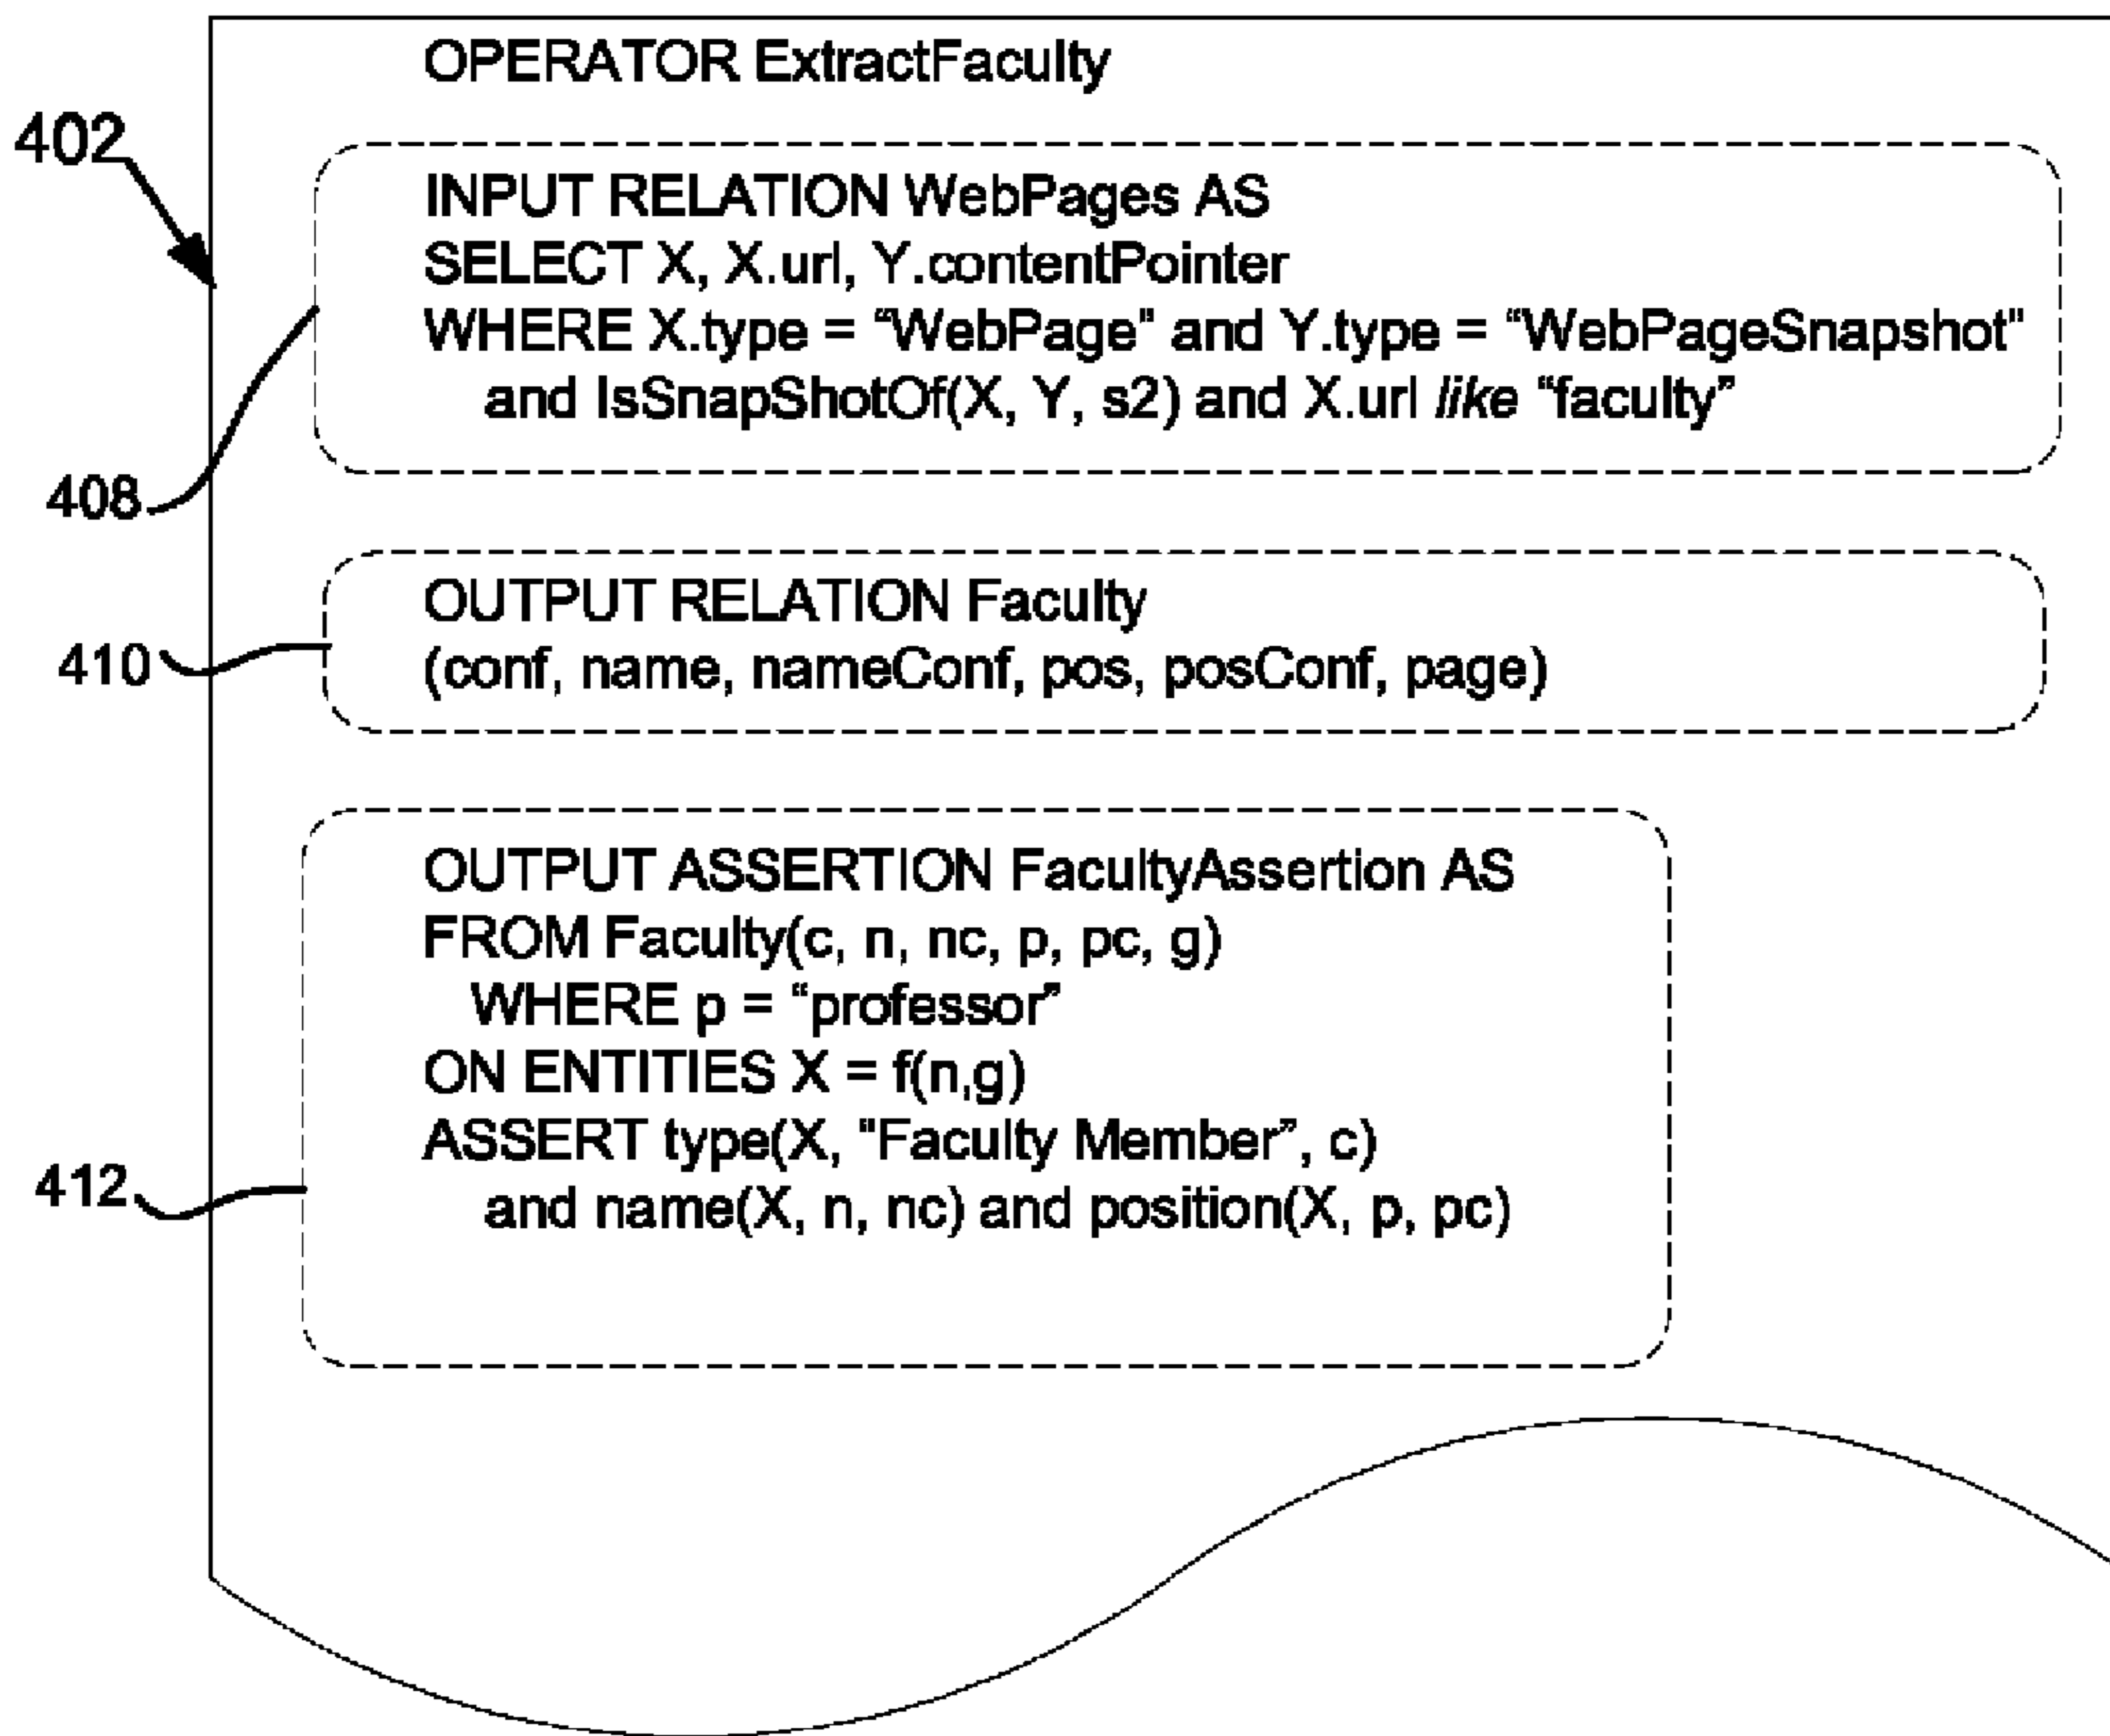 OPERATOR ExtractFaculty
402
INPUT RELATION WebPages AS
SELECT X, X.url, Y.contentPointer
WHERE X.type = “WebPage” and Y.type = “WebPageSnapshot”
and IsSnapShotOf(X, Y, s2) and X.url like “faculty”
408
OUTPUT RELATION Faculty
410
(conf, name, nameConf, pos, posConf, page)
OUTPUT ASSERTION FacultyAssertion AS
FROM Faculty(c, n, nc, p, pc, g)
WHERE p = “professor”
ON ENTITIES X = f(n,g)
ASSERT type(X, “Faculty Member”, c)
412
and name(X, n, nc) and position(X, p, pc)